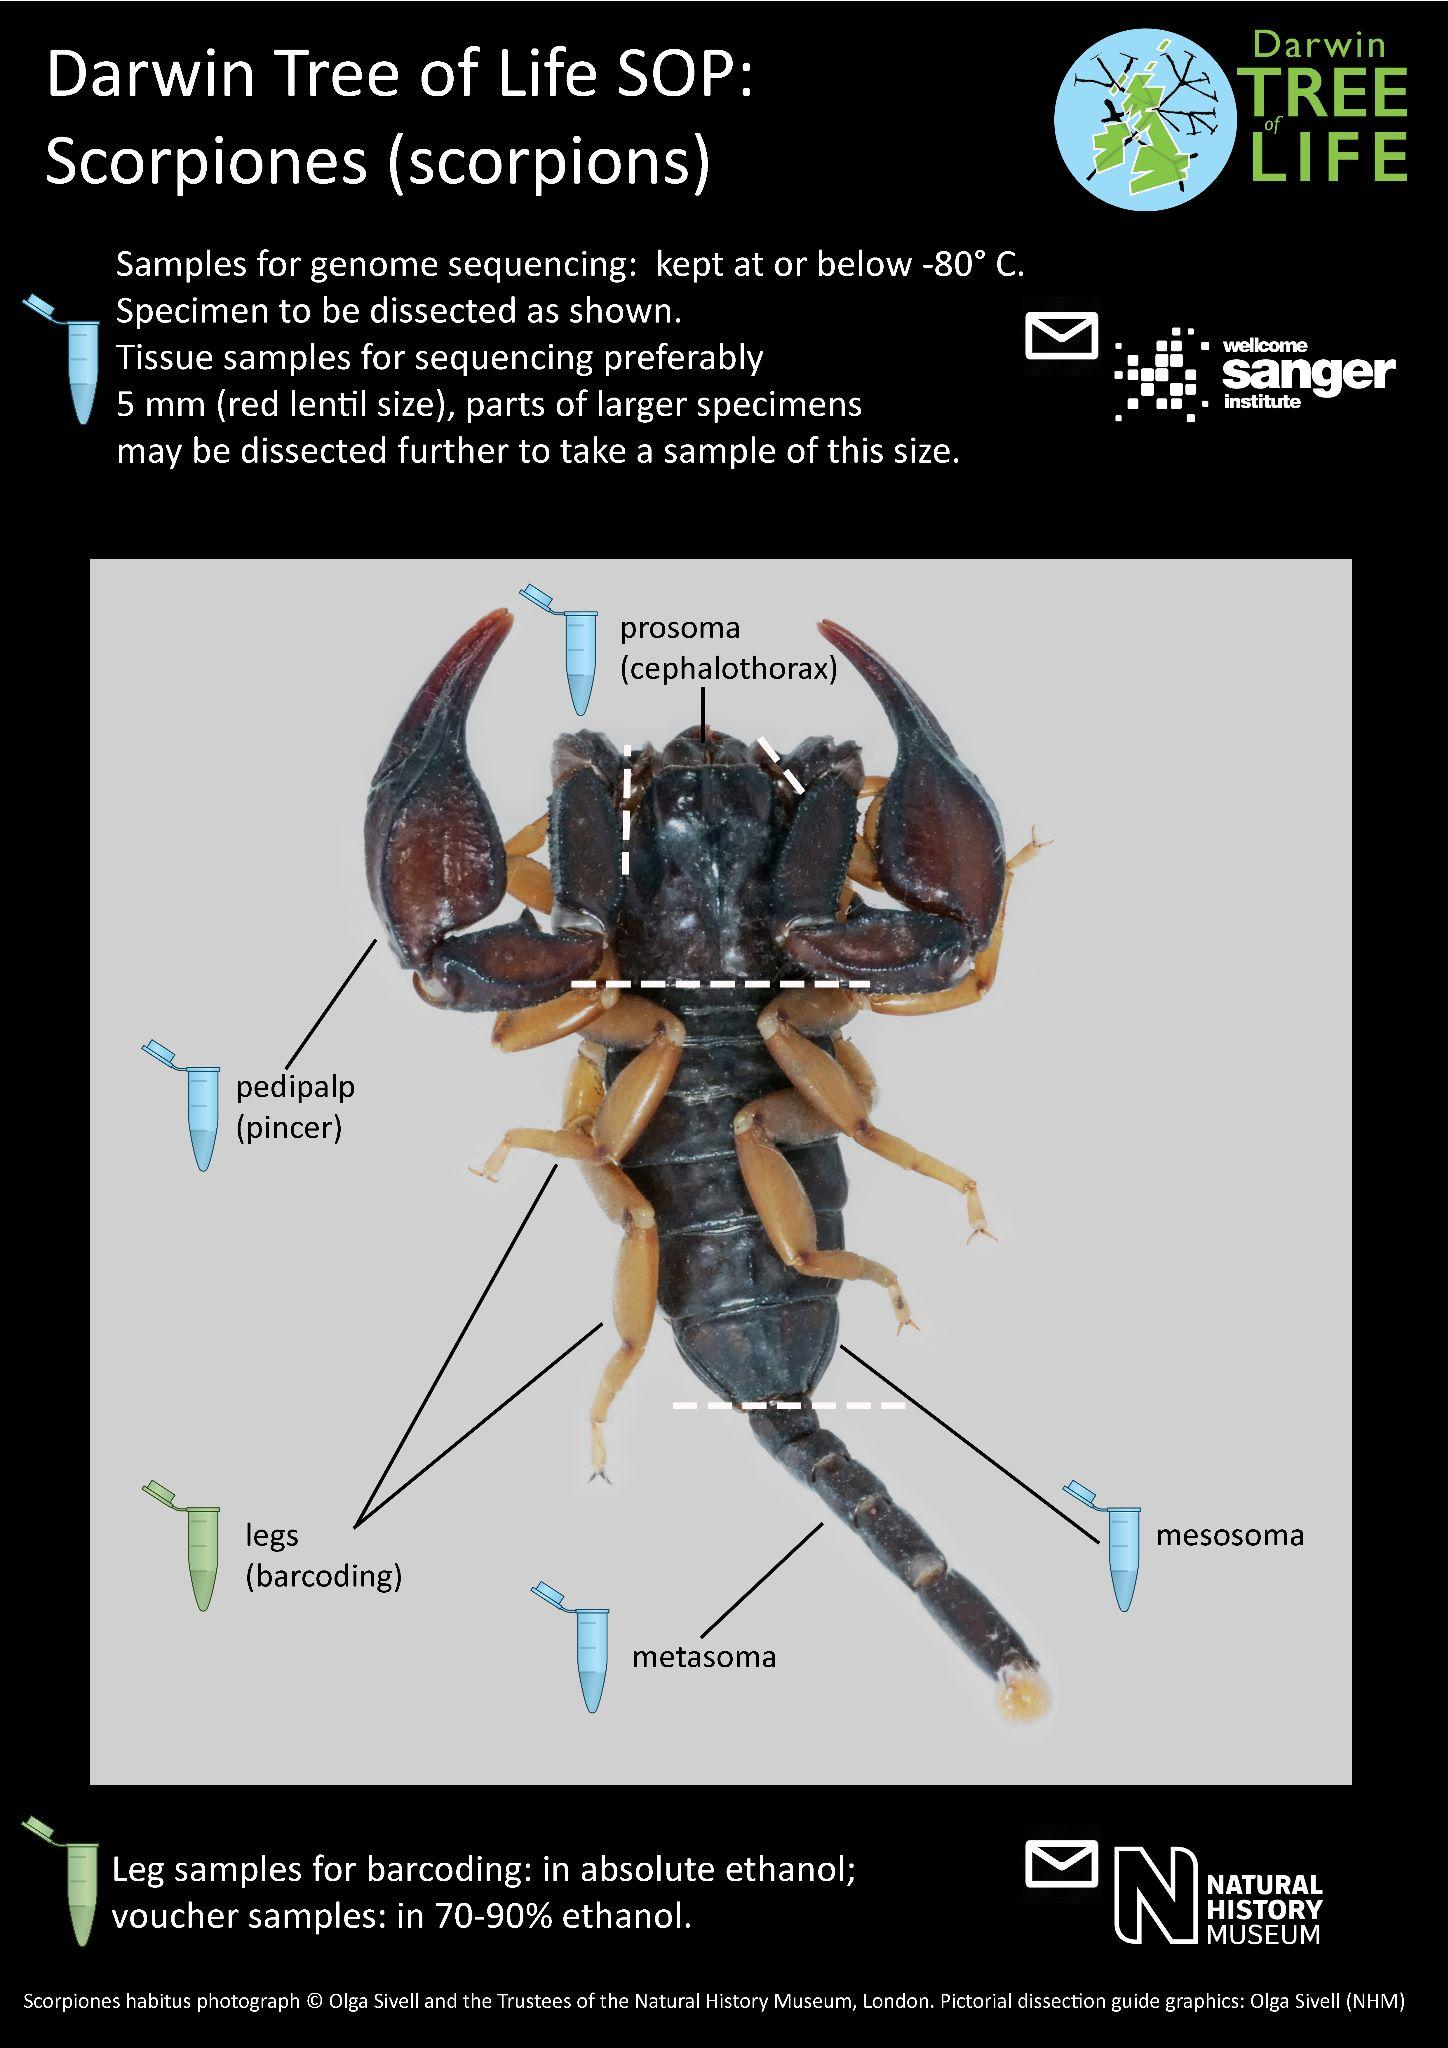 Darwin Tree of Life SOP:
Scorpiones (scorpions)
Darwin
TREE
of
LIFE
Samples for genome sequencing:  kept at or below -80° C.
Specimen to be dissected as shown.
Tissue samples for sequencing preferably
5 mm (red lentil size), parts of larger specimens
may be dissected further to take a sample of this size.
wellcome
sanger
institute
prosoma
(cephalothorax)
pedipalp
(pincer)
legs
(barcoding)
mesosoma
metasoma
Leg samples for barcoding: in absolute ethanol;
voucher samples: in 70-90% ethanol.
N
NATURAL
HISTORY
MUSEUM
Scorpiones habitus photograph © Olga Sivell and the Trustees of the Natural History Museum, London. Pictorial dissection guide graphics: Olga Sivell (NHM)